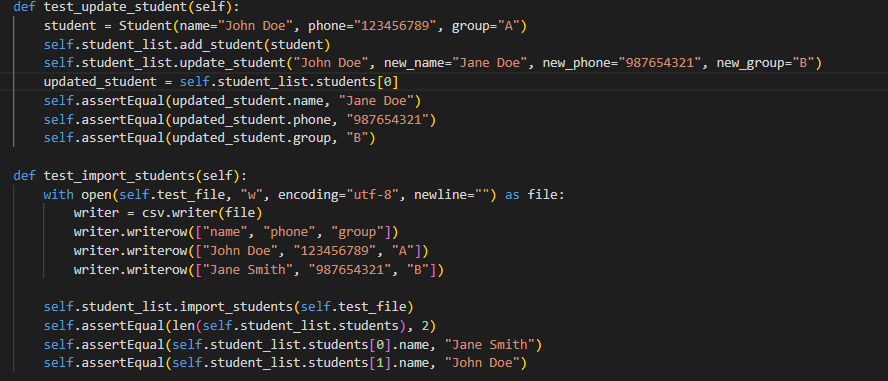 def test_update_student(self):
    student = Student(name="John Doe", phone="123456789", group="A")
    self.student_list.add_student(student)
    self.student_list.update_student("John Doe", new_name="Jane Doe", new_phone="987654321", new_group="B")
    updated_student = self.student_list.students[0]
    self.assertEqual(updated_student.name, "Jane Doe")
    self.assertEqual(updated_student.phone, "987654321")
    self.assertEqual(updated_student.group, "B")

def test_import_students(self):
    with open(self.test_file, "w", encoding="utf-8", newline="") as file:
        writer = csv.writer(file)
        writer.writerow(["name", "phone", "group"])
        writer.writerow(["John Doe", "123456789", "A"])
        writer.writerow(["Jane Smith", "987654321", "B"])

    self.student_list.import_students(self.test_file)
    self.assertEqual(len(self.student_list.students), 2)
    self.assertEqual(self.student_list.students[0].name, "Jane Smith")
    self.assertEqual(self.student_list.students[1].name, "John Doe")